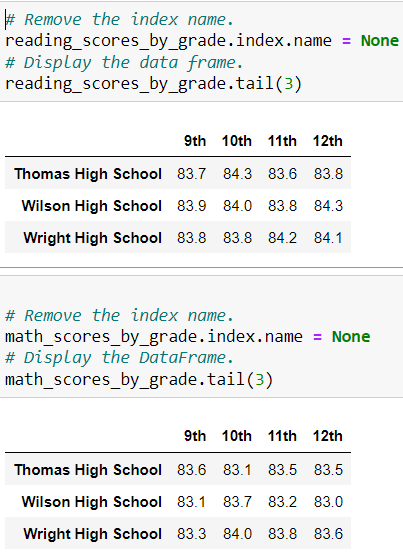 # Remove the index name.
reading_scores_by_grade.index.name = None
# Display the data frame.
reading_scores_by_grade.tail(3)
9th 10th 11th 12th
Thomas High School 83.7 84.3 83.6 83.8
Wilson High School 83.9 84.0 83.8 84.3
Wright High School 83.8 83.8 84.2 84.1
# Remove the index name.
math_scores_by_grade.index.name = None
# Display the DataFrame.
math_scores_by_grade.tail(3)
9th 10th 11th 12th
Thomas High School 83.6 83.1 83.5 83.5
Wilson High School 83.1 83.7 83.2 83.0
Wright High School 83.3 84.0 83.8 83.6